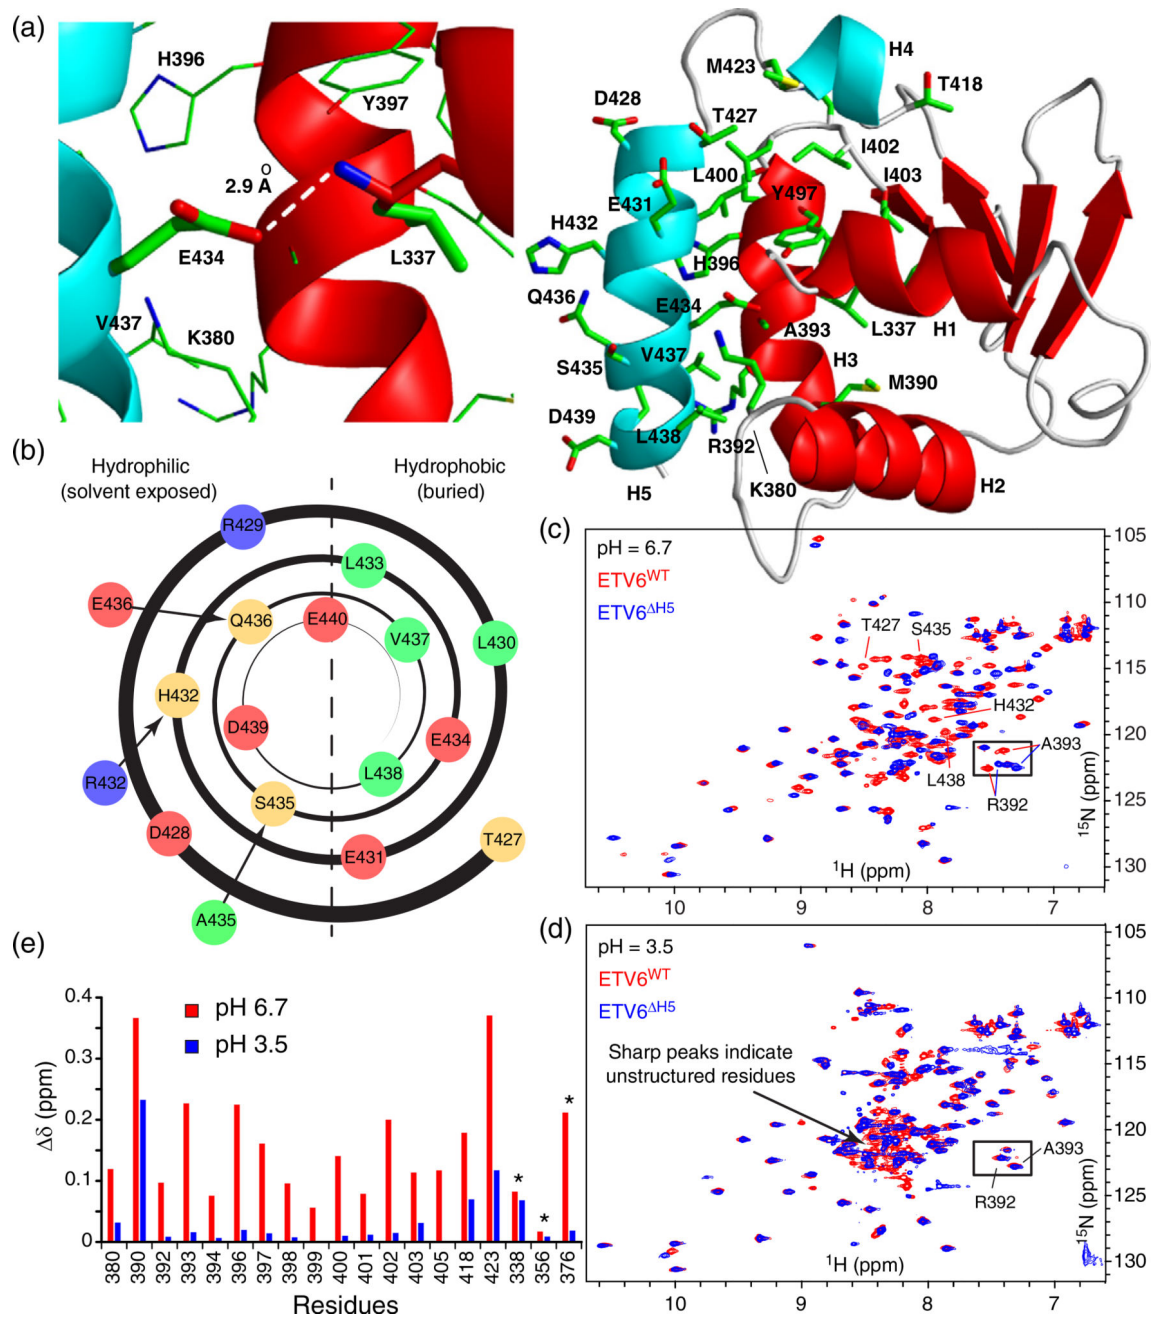 (a)
H396
Y397
2.9 Å
E434
L337
V437
K380
H4
M423
T418
D428
T427
I402
L400
I403
Y497
E431
H432
H396
Q436
E434
A393
L337
H1
S435
V437
H3
M390
D439
L438
R392
K380
H2
H5
(b)
Hydrophilic
(solvent exposed)
Hydrophobic
(buried)
R429
L433
E436
Q436
E440
V437
L430
H432
D439
E434
R432
L438
S435
D428
E431
T427
A435
(c)
pH = 6.7
ETV6WT
ETV6ΔH5
T427
S435
H432
A393
L438
R392
15N (ppm)
1H (ppm)
105
110
115
120
125
130
10
9
8
7
(d)
pH = 3.5
ETV6WT
ETV6ΔH5
Sharp peaks indicate
unstructured residues
A393
R392
15N (ppm)
1H (ppm)
105
110
115
120
125
130
10
9
8
7
(e)
pH 6.7
pH 3.5
Δδ (ppm)
0.4
0.3
0.2
0.1
0
* * *
380 390 392 393 394 396 397 398 399 400 401 402 403 405 418 423 338 356 376
Residues